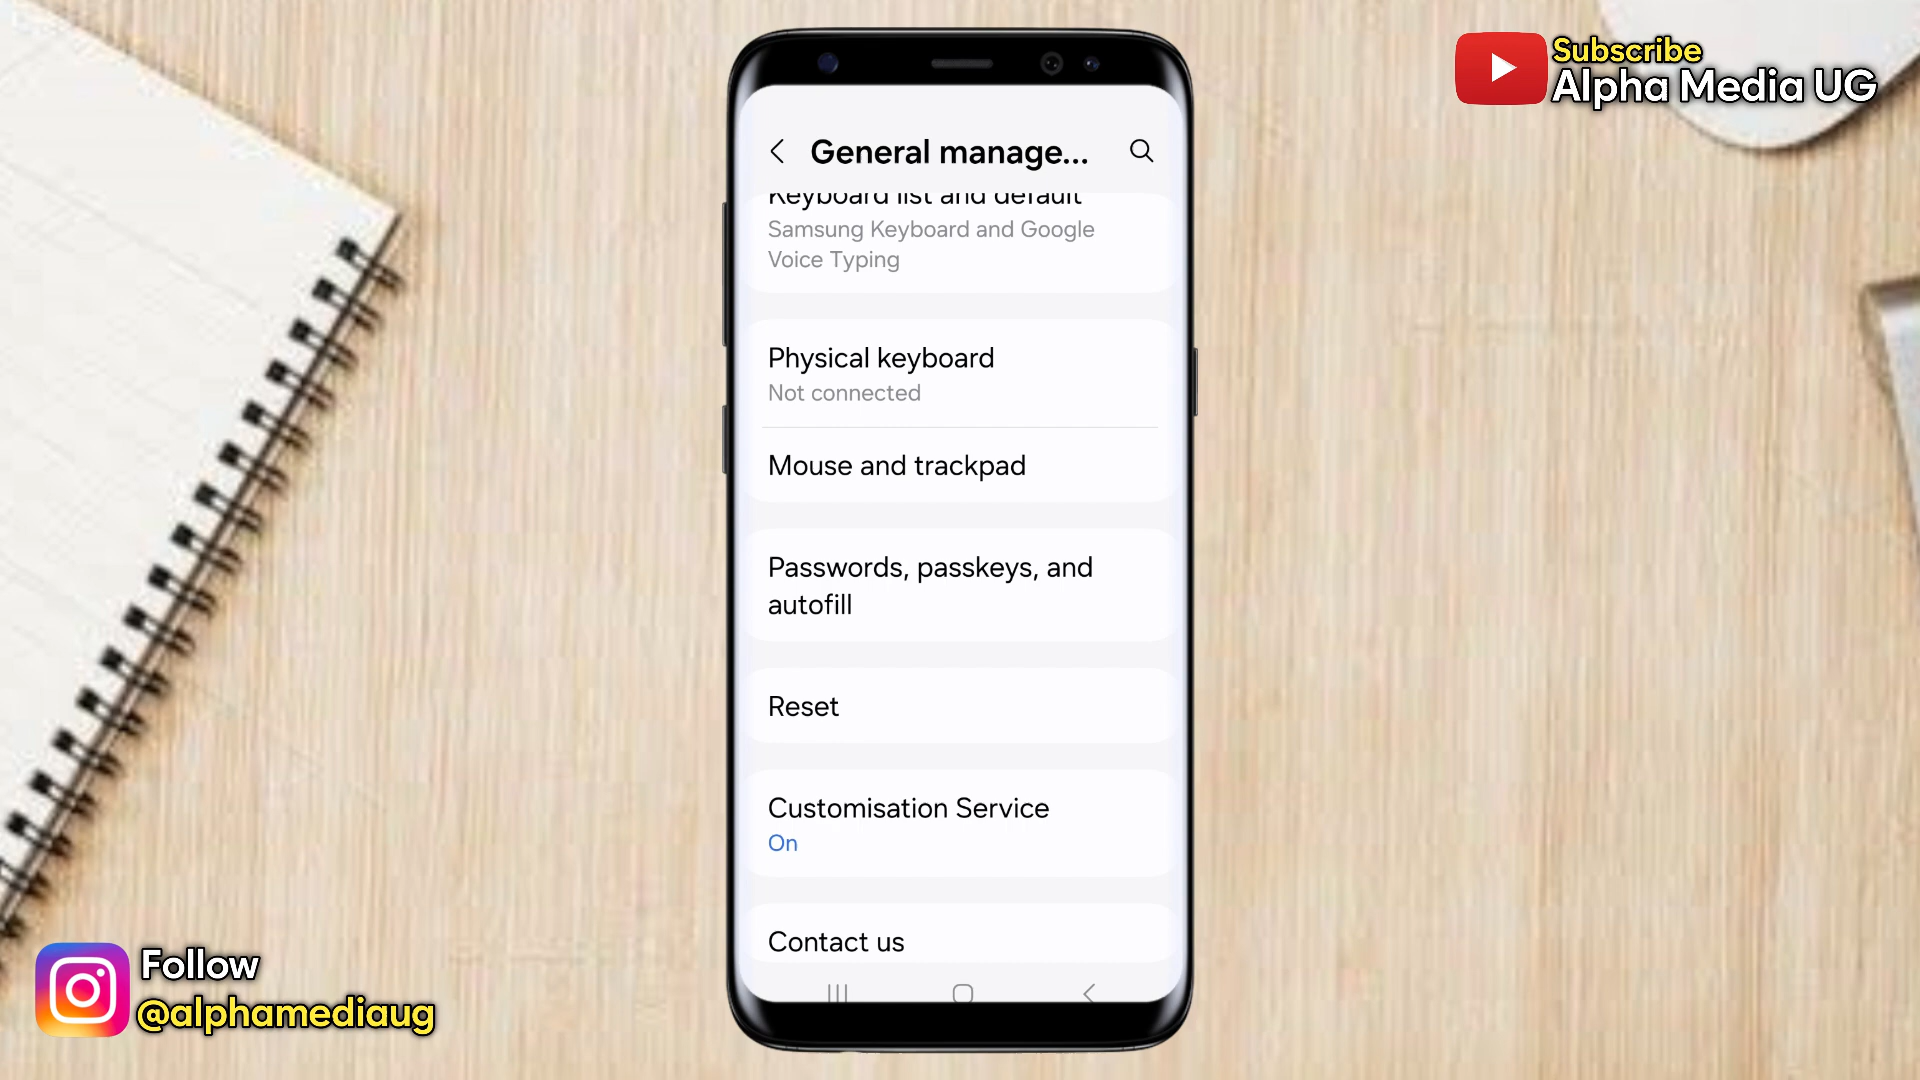 Subscribe
Alpha Media UG
General manage...
Keyboard list and default
Samsung Keyboard and Google
Voice Typing
Physical keyboard
Not connected
Mouse and trackpad
Passwords, passkeys, and
autofill
Reset
Customisation Service
On
Contact us
Follow
@alphamediaug